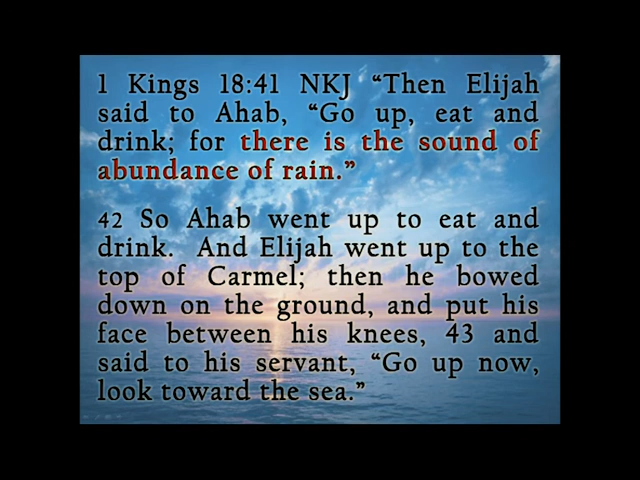 1 Kings 18:41 NKJ “Then Elijah
said to Ahab, “Go up, eat and
drink; for there is the sound of
abundance of rain.”
42 So Ahab went up to eat and
drink. And Elijah went up to the
top of Carmel; then he bowed
down on the ground, and put his
face between his knees, 43 and
said to his servant, “Go up now,
look toward the sea.”